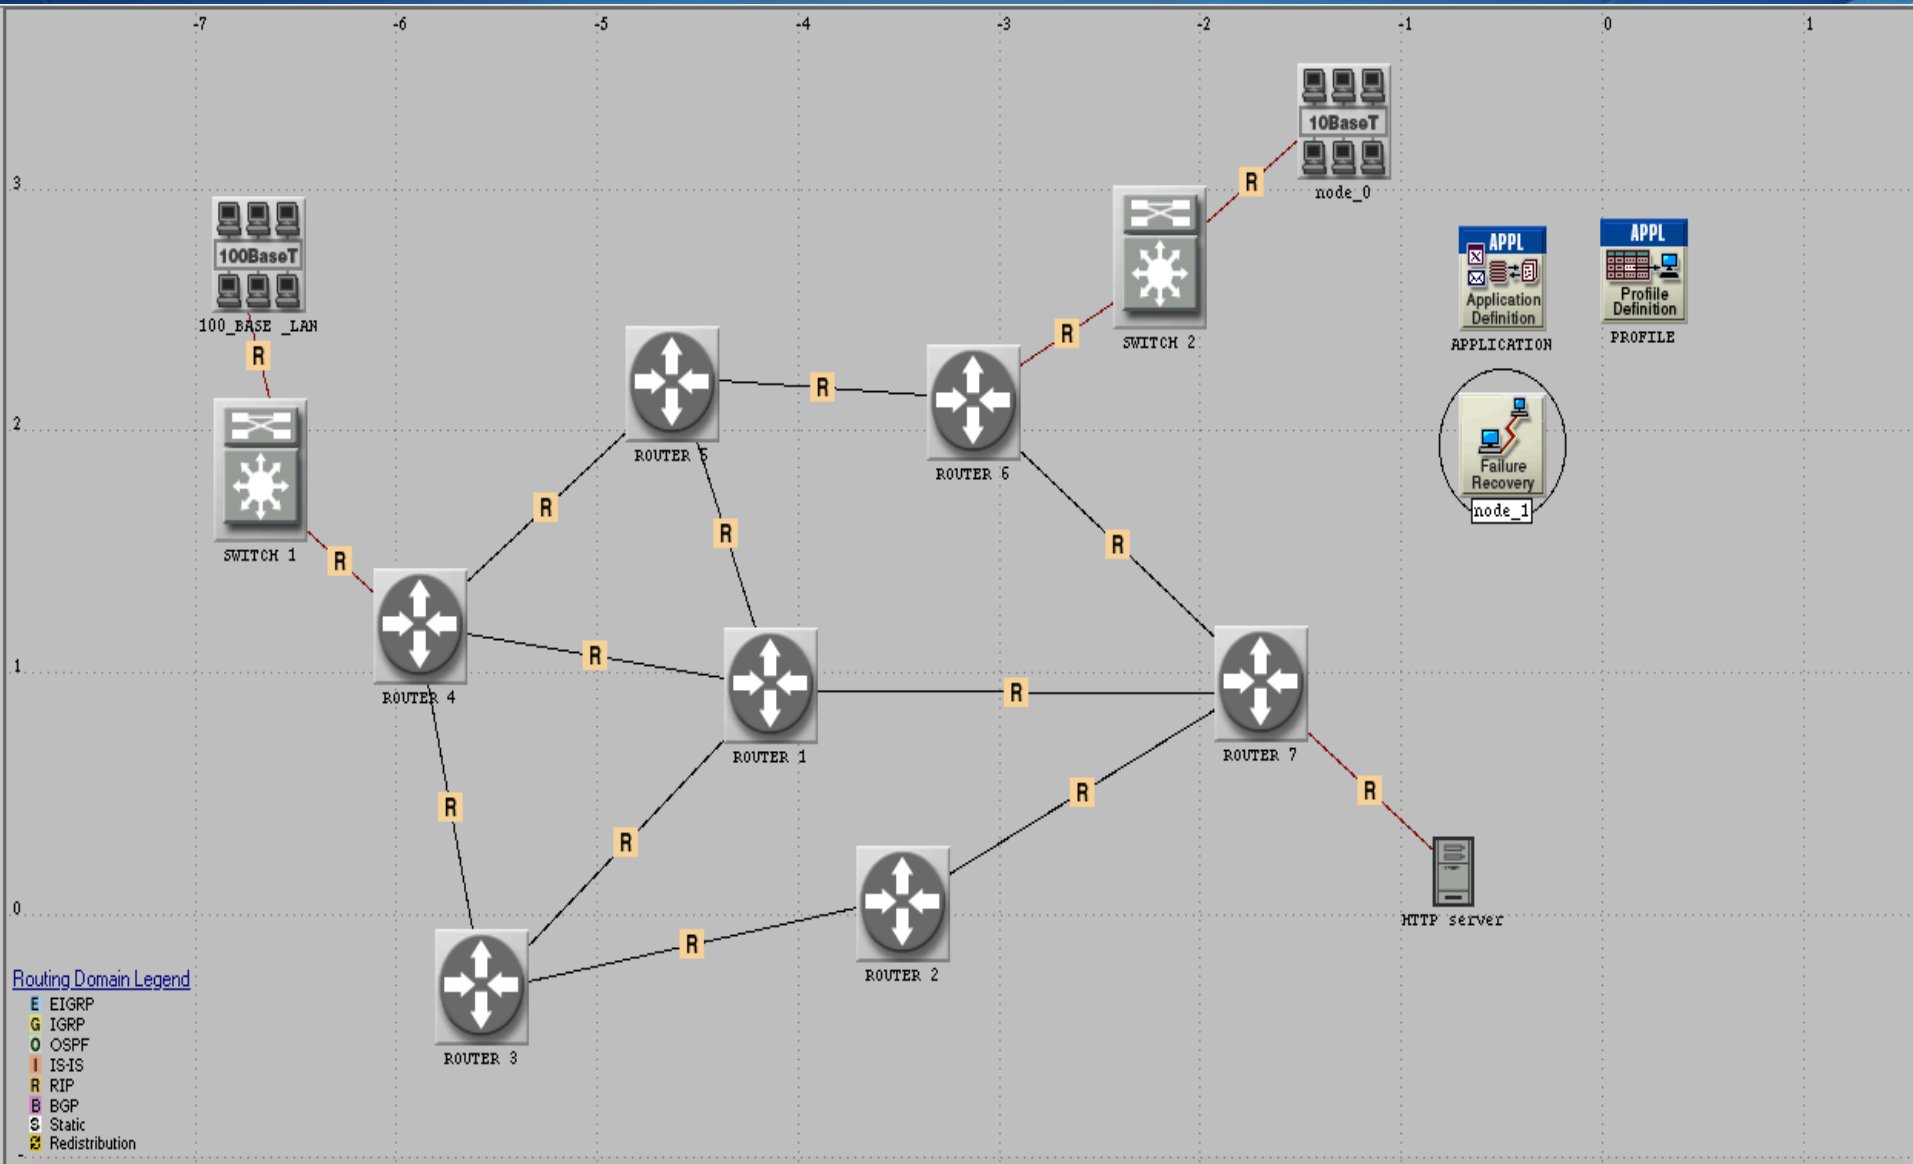 -7 -6 -5 -4 -3 -2 -1 0 1
10BaseT
node_0
3
100BaseT
100_BASE _LAN
R
R
R
SWITCH 2
APPL
Application
Definition
APPLICATION
APPL
Profiile
Definition
PROFILE
2
SWITCH 1
R
ROUTER 5
R
ROUTER 6
Failure
Recovery
node_1
R
R
R
R
1
ROUTER 4
R
ROUTER 1
R
ROUTER 7
R
R
R
R
HTTP server
0
ROUTER 3
R
ROUTER 2
Routing Domain Legend
E EIGRP
G IGRP
O OSPF
I IS-IS
R RIP
B BGP
S Static
Redistribution
-